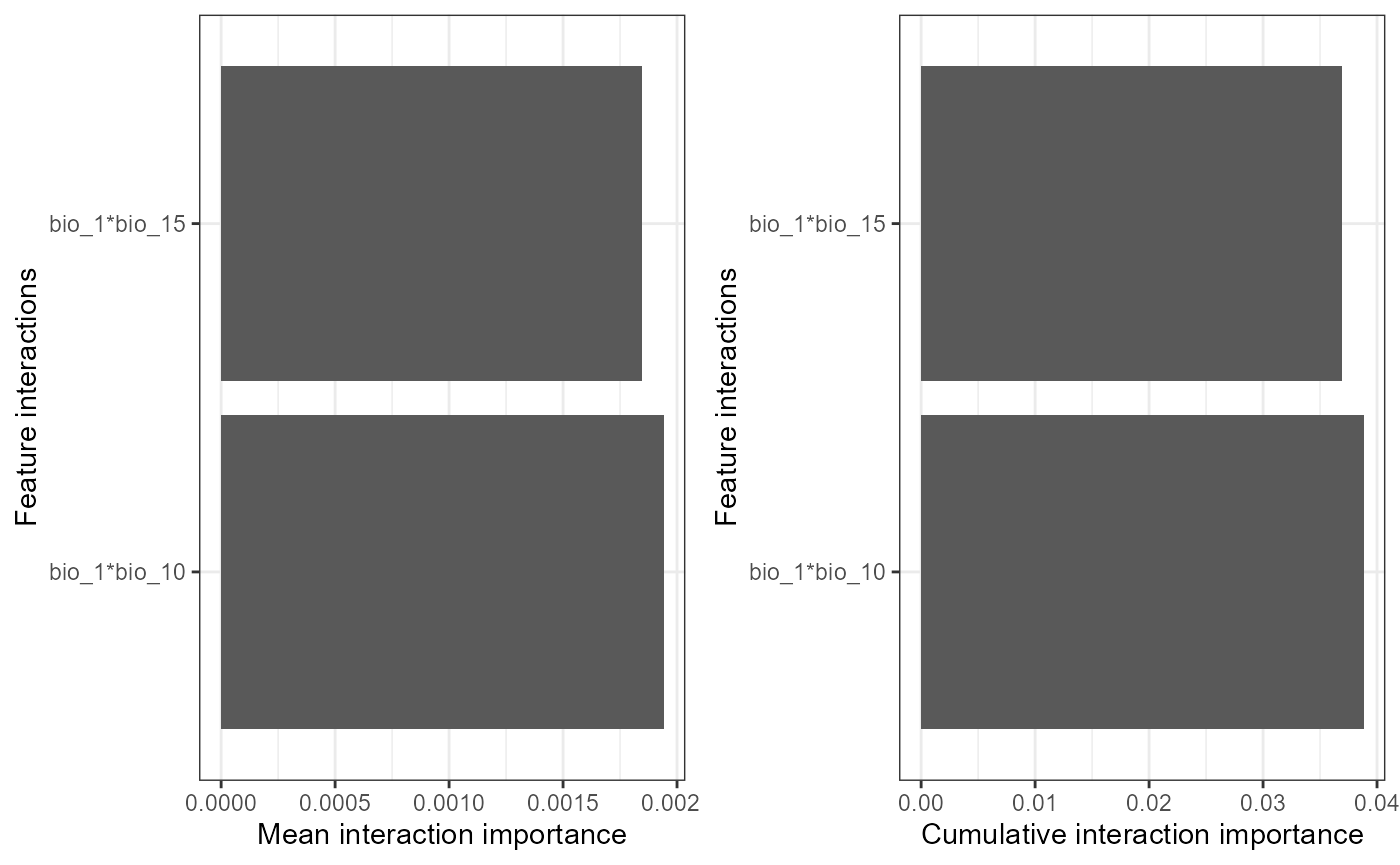 Feature interactions
bio_1*bio_15
bio_1*bio_10
0.0000 0.0005 0.0010 0.0015 0.002
Mean interaction importance
Feature interactions
bio_1*bio_15
bio_1*bio_10
0.00 0.01 0.02 0.03 0.04
Cumulative interaction importance